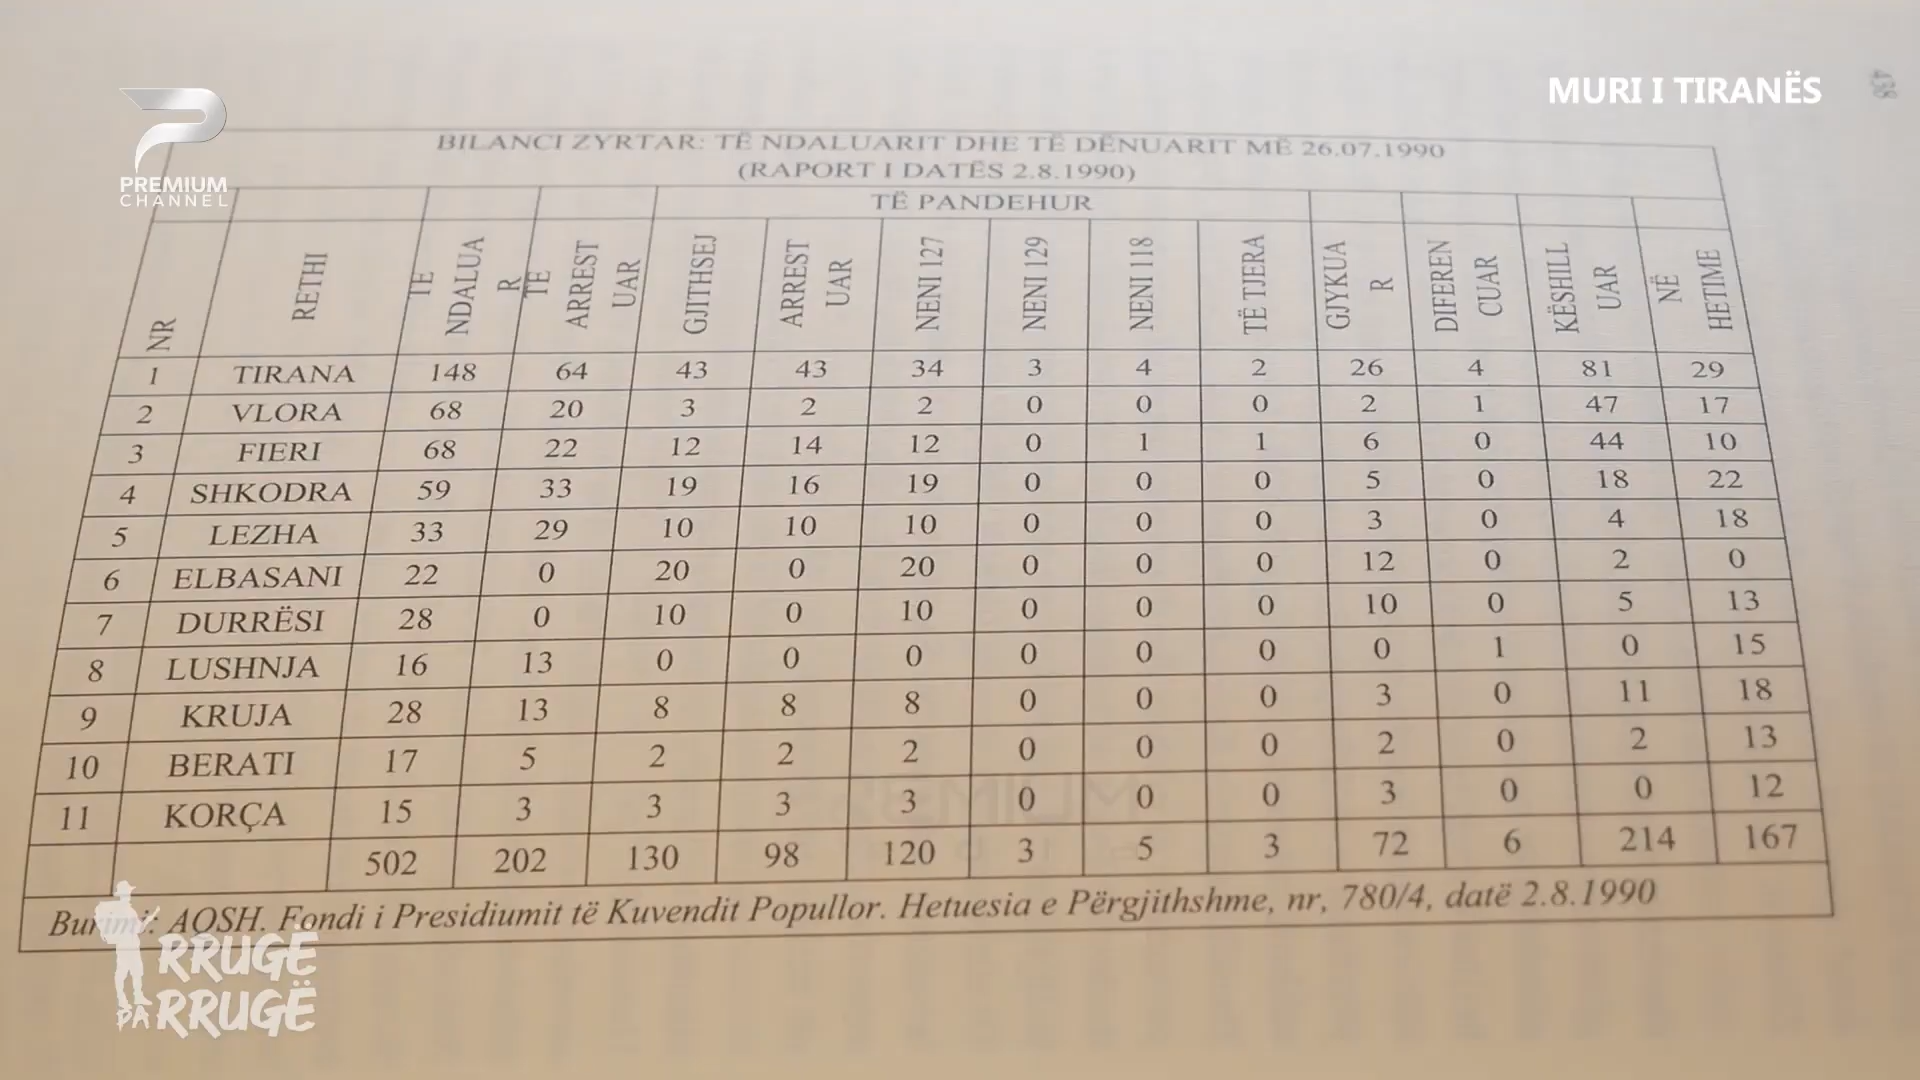 MURI I TIRANËS
438
PREMIUM
CHANNEL
BILANCI ZYRTAR: TË NDALUARIT DHE TË DËNUARIT MË 26.07.1990
(RAPORT I DATËS 2.8.1990)
TË PANDEHUR
NR RETHI TË NDALUAR TË ARRESTUAR GJITHSEJ ARRESTUAR NENI 127 NENI 129 NENI 118 TË TJERA GJYKUAR DIFERENCUAR KËSHILLUAR NË HETIME
1 TIRANA 148 64 43 43 34 3 4 2 26 4 81 29
2 VLORA 68 20 3 2 2 0 0 0 2 1 47 17
3 FIERI 68 22 12 14 12 0 1 1 6 0 44 10
4 SHKODRA 59 33 19 16 19 0 0 0 5 0 18 22
5 LEZHA 33 29 10 10 10 0 0 0 3 0 4 18
6 ELBASANI 22 0 20 0 20 0 0 0 12 0 2 0
7 DURRËSI 28 0 10 0 10 0 0 0 10 0 5 13
8 LUSHNJA 16 13 0 0 0 0 0 0 0 1 0 15
9 KRUJA 28 13 8 8 8 0 0 0 3 0 11 18
10 BERATI 17 5 2 2 2 0 0 0 2 0 2 13
11 KORÇA 15 3 3 3 3 0 0 0 3 0 0 12
502 202 130 98 120 3 5 3 72 6 214 167
Burimi: AQSH. Fondi i Presidiumit të Kuvendit Popullor. Hetuesia e Përgjithshme, nr, 780/4, datë 2.8.1990
RRUGË
PA RRUGË